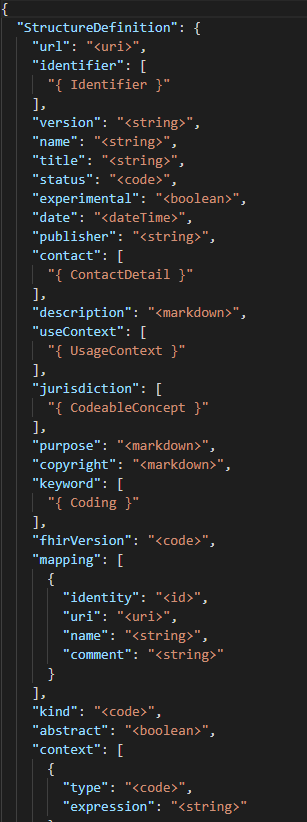 {
"StructureDefinition": {
"url": "<uri>",
"identifier": [
"{ Identifier }"
],
"version": "<string>",
"name": "<string>",
"title": "<string>",
"status": "<code>",
"experimental": "<boolean>",
"date": "<dateTime>",
"publisher": "<string>",
"contact": [
"{ ContactDetail }"
],
"description": "<markdown>",
"useContext": [
"{ UsageContext }"
],
"jurisdiction": [
"{ CodeableConcept }"
],
"purpose": "<markdown>",
"copyright": "<markdown>",
"keyword": [
"{ Coding }"
],
"fhirVersion": "<code>",
"mapping": [
{
"identity": "<id>",
"uri": "<uri>",
"name": "<string>",
"comment": "<string>"
}
],
"kind": "<code>",
"abstract": "<boolean>",
"context": [
{
"type": "<code>",
"expression": "<string>"